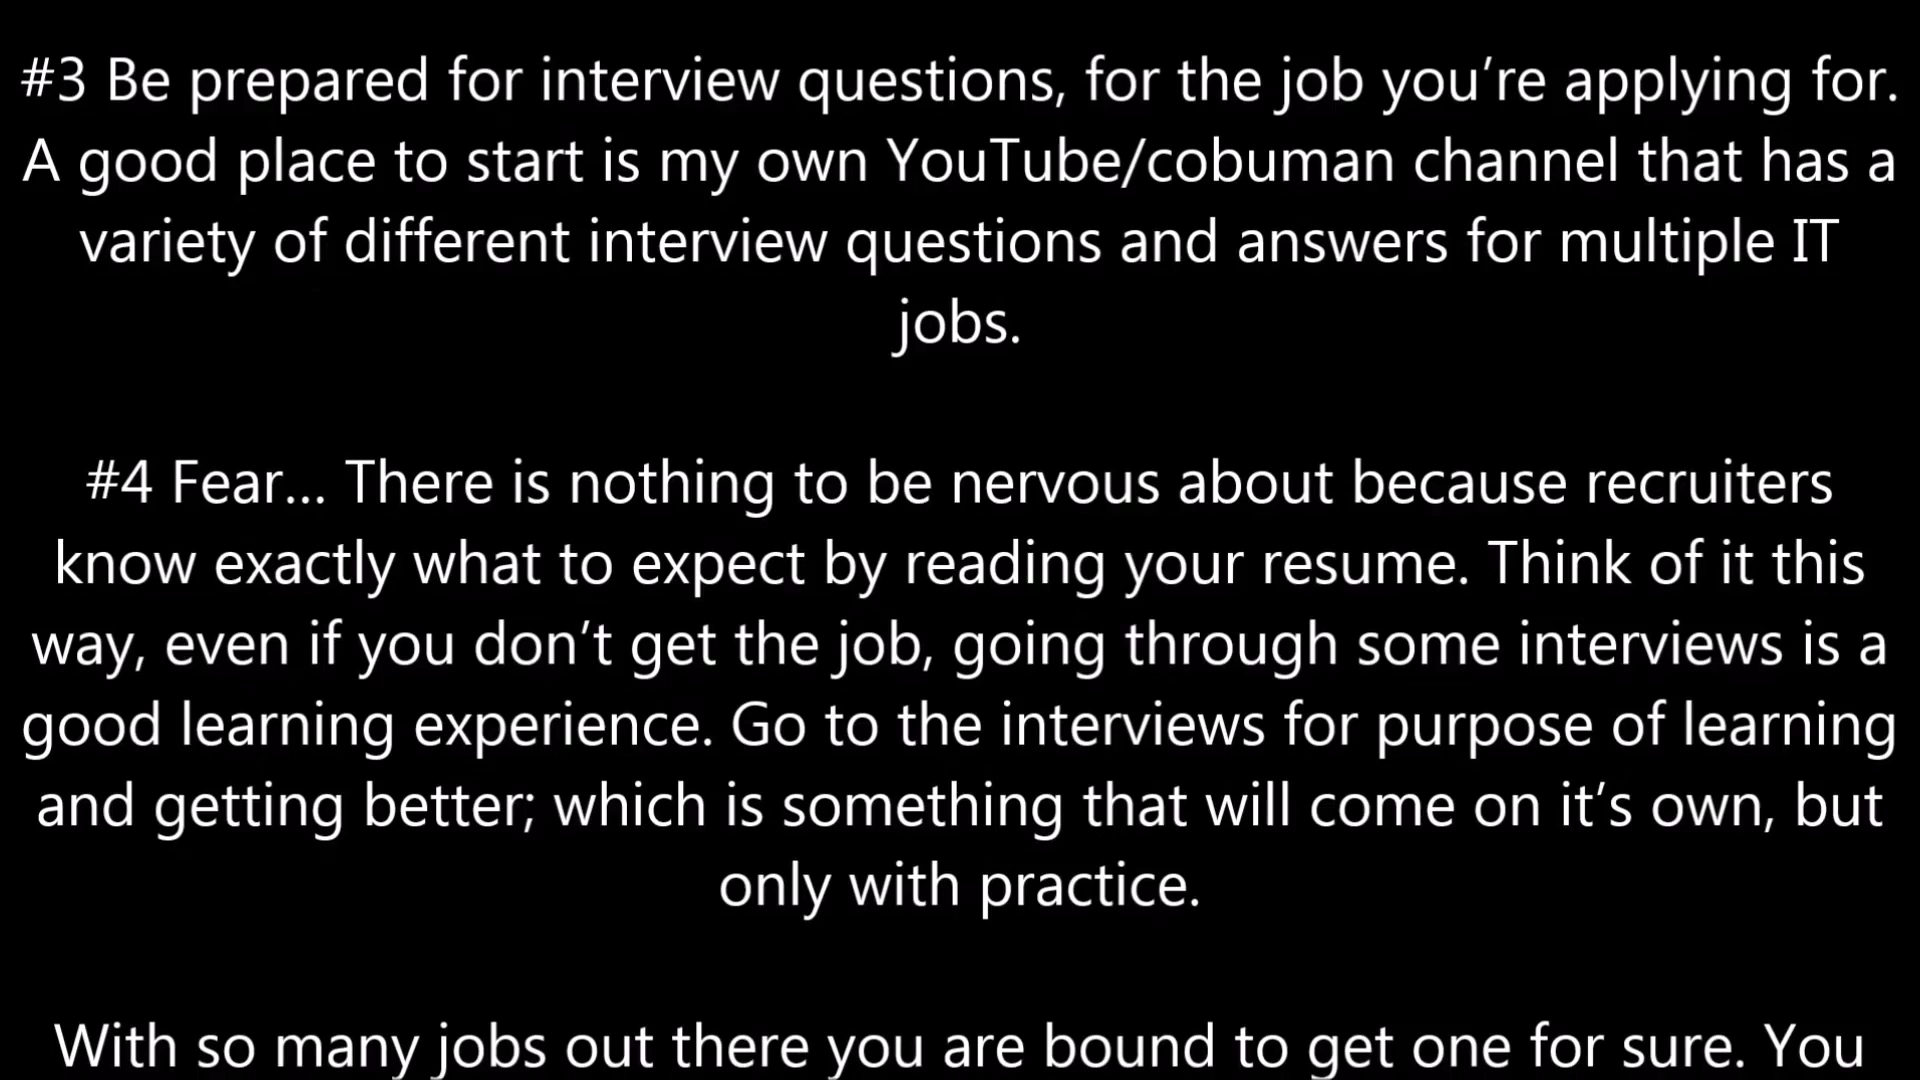 #3 Be prepared for interview questions, for the job you’re applying for.
A good place to start is my own YouTube/cobuman channel that has a
variety of different interview questions and answers for multiple IT
jobs.
#4 Fear... There is nothing to be nervous about because recruiters
know exactly what to expect by reading your resume. Think of it this
way, even if you don’t get the job, going through some interviews is a
good learning experience. Go to the interviews for purpose of learning
and getting better; which is something that will come on it’s own, but
only with practice.
With so many jobs out there you are bound to get one for sure. You